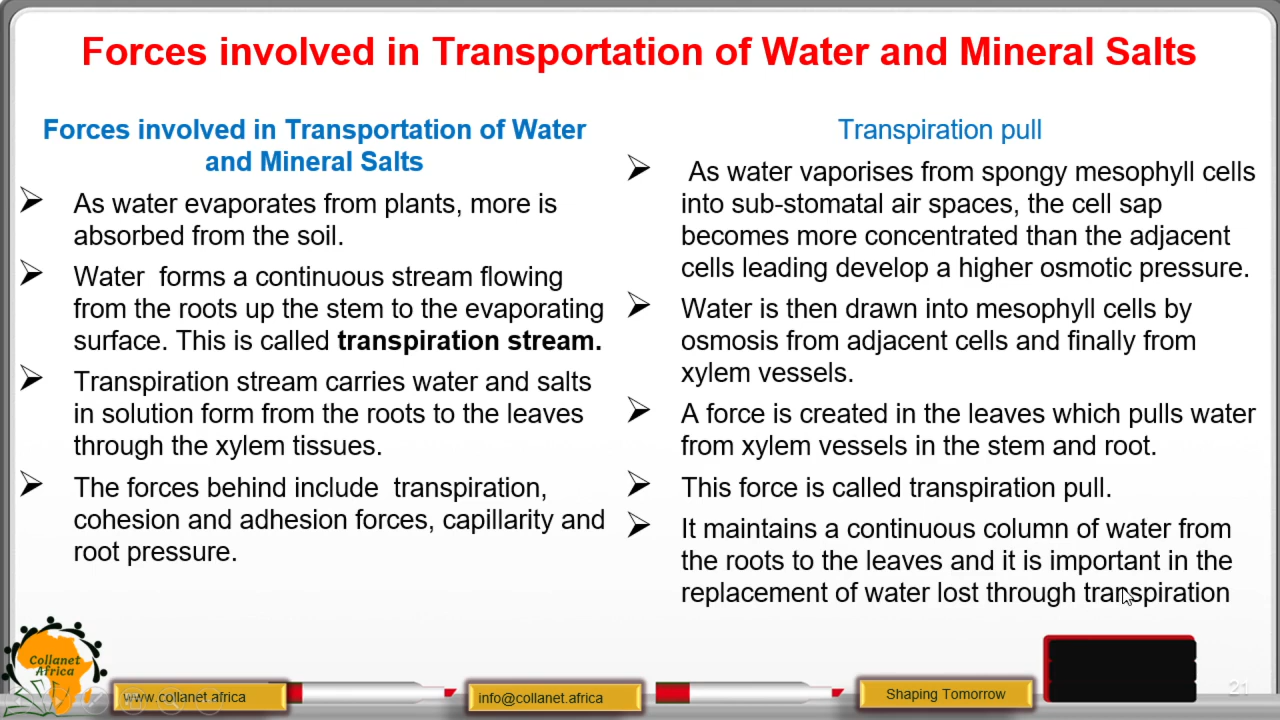 Forces involved in Transportation of Water and Mineral Salts
Forces involved in Transportation of Water
and Mineral Salts
As water evaporates from plants, more is
absorbed from the soil.
Water forms a continuous stream flowing
from the roots up the stem to the evaporating
surface. This is called transpiration stream.
Transpiration stream carries water and salts
in solution form from the roots to the leaves
through the xylem tissues.
The forces behind include transpiration,
cohesion and adhesion forces, capillarity and
root pressure.
Transpiration pull
As water vaporises from spongy mesophyll cells
into sub-stomatal air spaces, the cell sap
becomes more concentrated than the adjacent
cells leading develop a higher osmotic pressure.
Water is then drawn into mesophyll cells by
osmosis from adjacent cells and finally from
xylem vessels.
A force is created in the leaves which pulls water
from xylem vessels in the stem and root.
This force is called transpiration pull.
It maintains a continuous column of water from
the roots to the leaves and it is important in the
replacement of water lost through transpiration
Collanet
Africa
www.collanet.africa
info@collanet.africa
Shaping Tomorrow
21